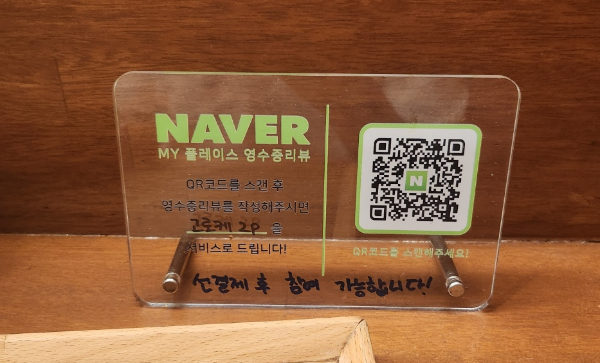 NAVER
MY 플레이스 영수증리뷰
QR코드를 스캔 후
영수증리뷰를 작성해주시면
고로케 2P 을
서비스로 드립니다!
N
QR코드를 스캔해주세요!
선결제 후 참여 가능합니다!